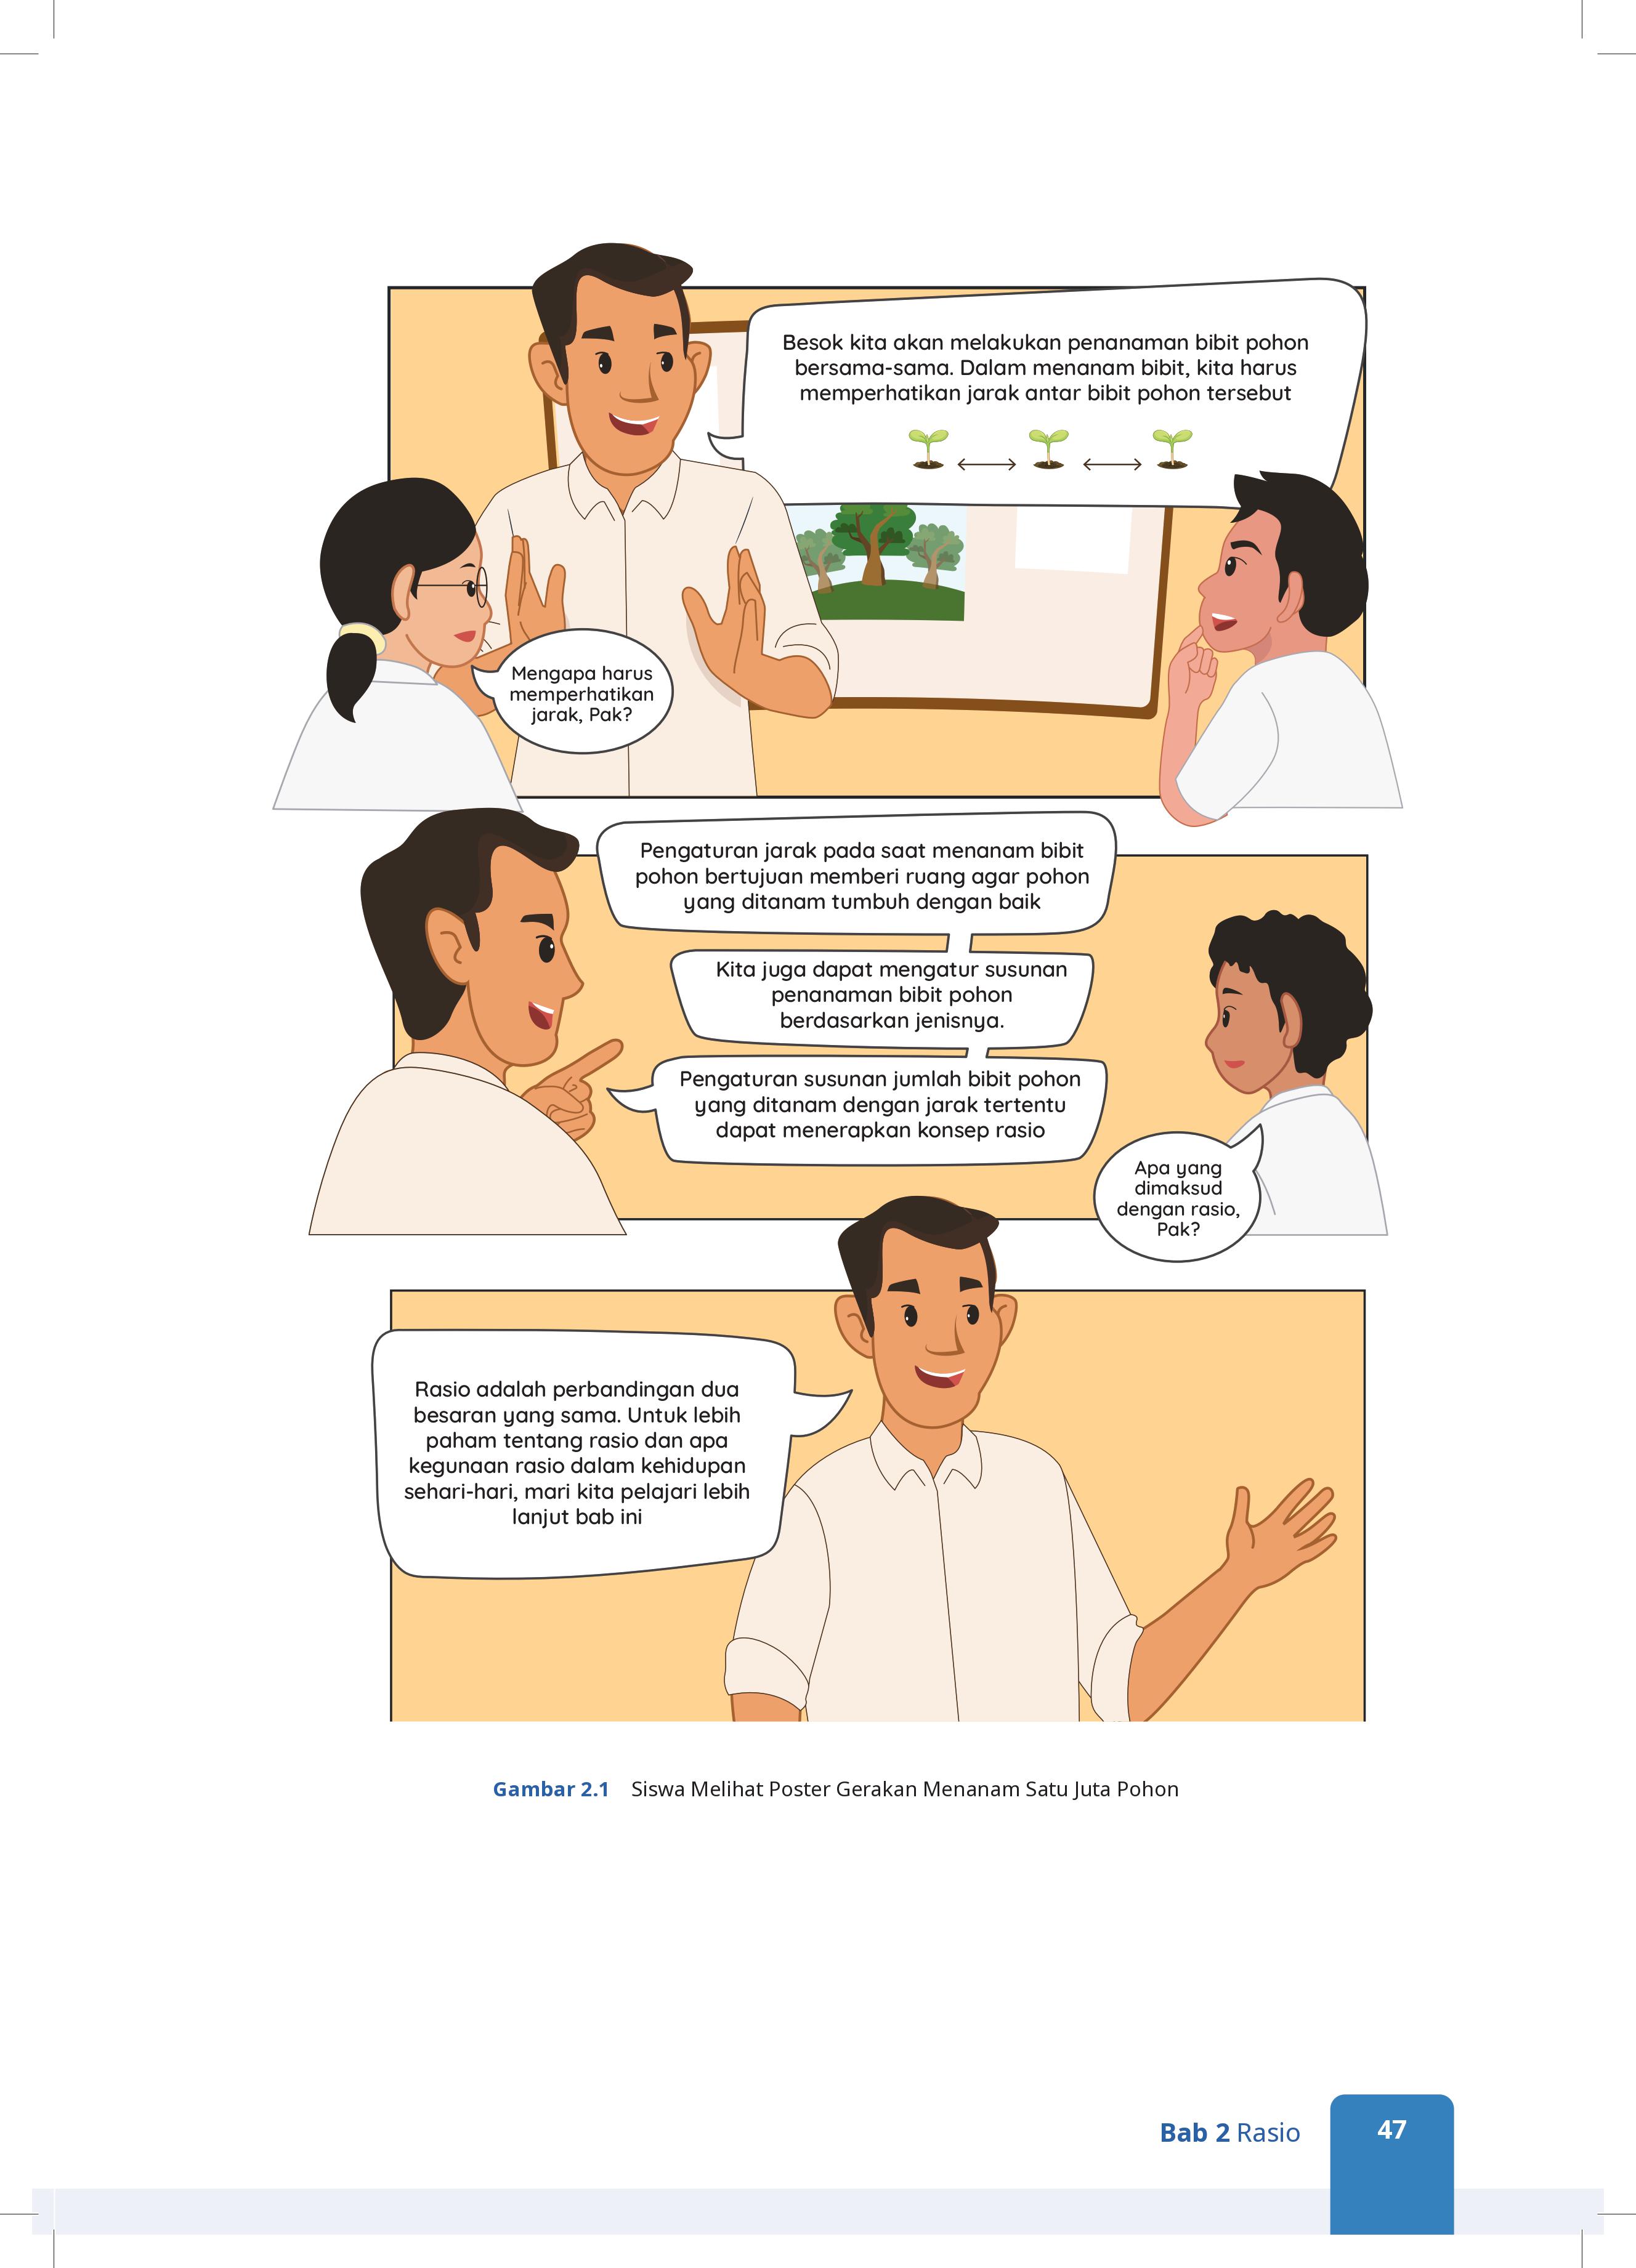 Besok kita akan melakukan penanaman bibit pohon
bersama-sama. Dalam menanam bibit, kita harus
memperhatikan jarak antar bibit pohon tersebut
Mengapa harus
memperhatikan
jarak, Pak?
Pengaturan jarak pada saat menanam bibit
pohon bertujuan memberi ruang agar pohon
yang ditanam tumbuh dengan baik
Kita juga dapat mengatur susunan
penanaman bibit pohon
berdasarkan jenisnya.
Pengaturan susunan jumlah bibit pohon
yang ditanam dengan jarak tertentu
dapat menerapkan konsep rasio
Apa yang
dimaksud
dengan rasio,
Pak?
Rasio adalah perbandingan dua
besaran yang sama. Untuk lebih
paham tentang rasio dan apa
kegunaan rasio dalam kehidupan
sehari-hari, mari kita pelajari lebih
lanjut bab ini
Gambar 2.1 Siswa Melihat Poster Gerakan Menanam Satu Juta Pohon
Bab 2 Rasio
47